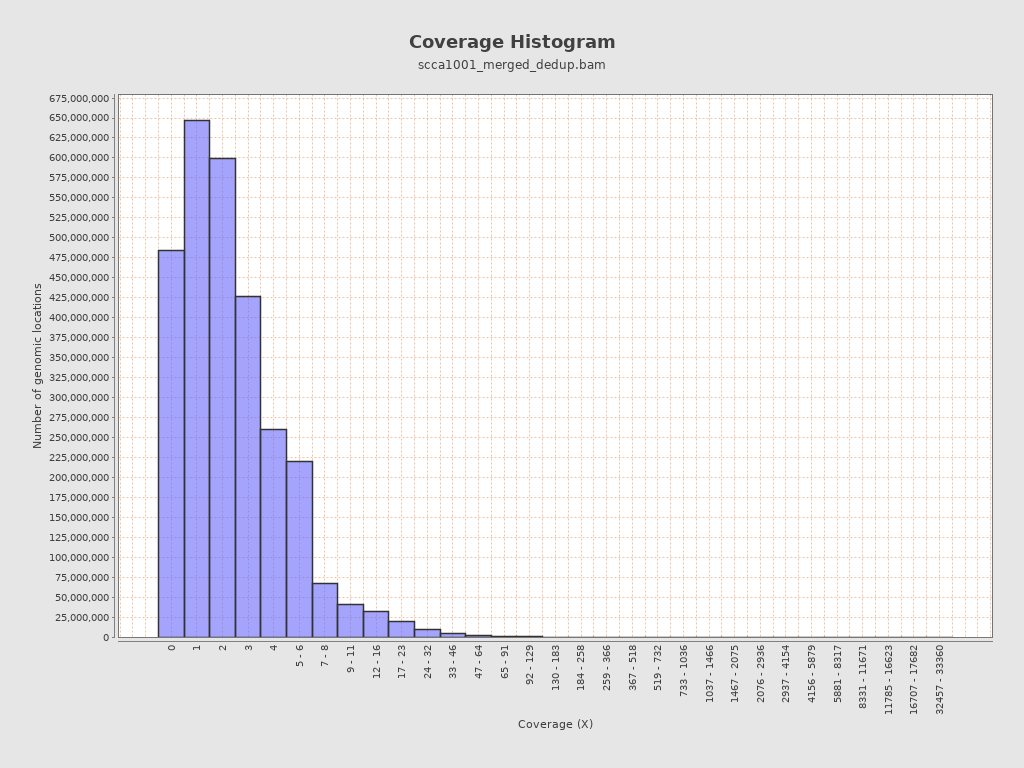 Coverage Histogram
scca1001_merged_dedup.bam
675,000,000
650,000,000
625,000,000
600,000,000
575,000,000
550,000,000
525,000,000
500,000,000
475,000,000
450,000,000
425,000,000
400,000,000
375,000,000
350,000,000
325,000,000
300,000,000
275,000,000
250,000,000
225,000,000
200,000,000
175,000,000
150,000,000
125,000,000
100,000,000
75,000,000
50,000,000
25,000,000
0
Number of genomic locations
0
1
2
3
4
5 - 6
7 - 8
9 - 11
12 - 16
17 - 23
24 - 32
33 - 46
47 - 64
65 - 91
92 - 129
130 - 183
184 - 258
259 - 366
367 - 518
519 - 732
733 - 1036
1037 - 1466
1467 - 2075
2076 - 2936
2937 - 4154
4156 - 5879
5881 - 8317
8331 - 11671
11785 - 16623
16707 - 17682
32457 - 33360
Coverage (X)